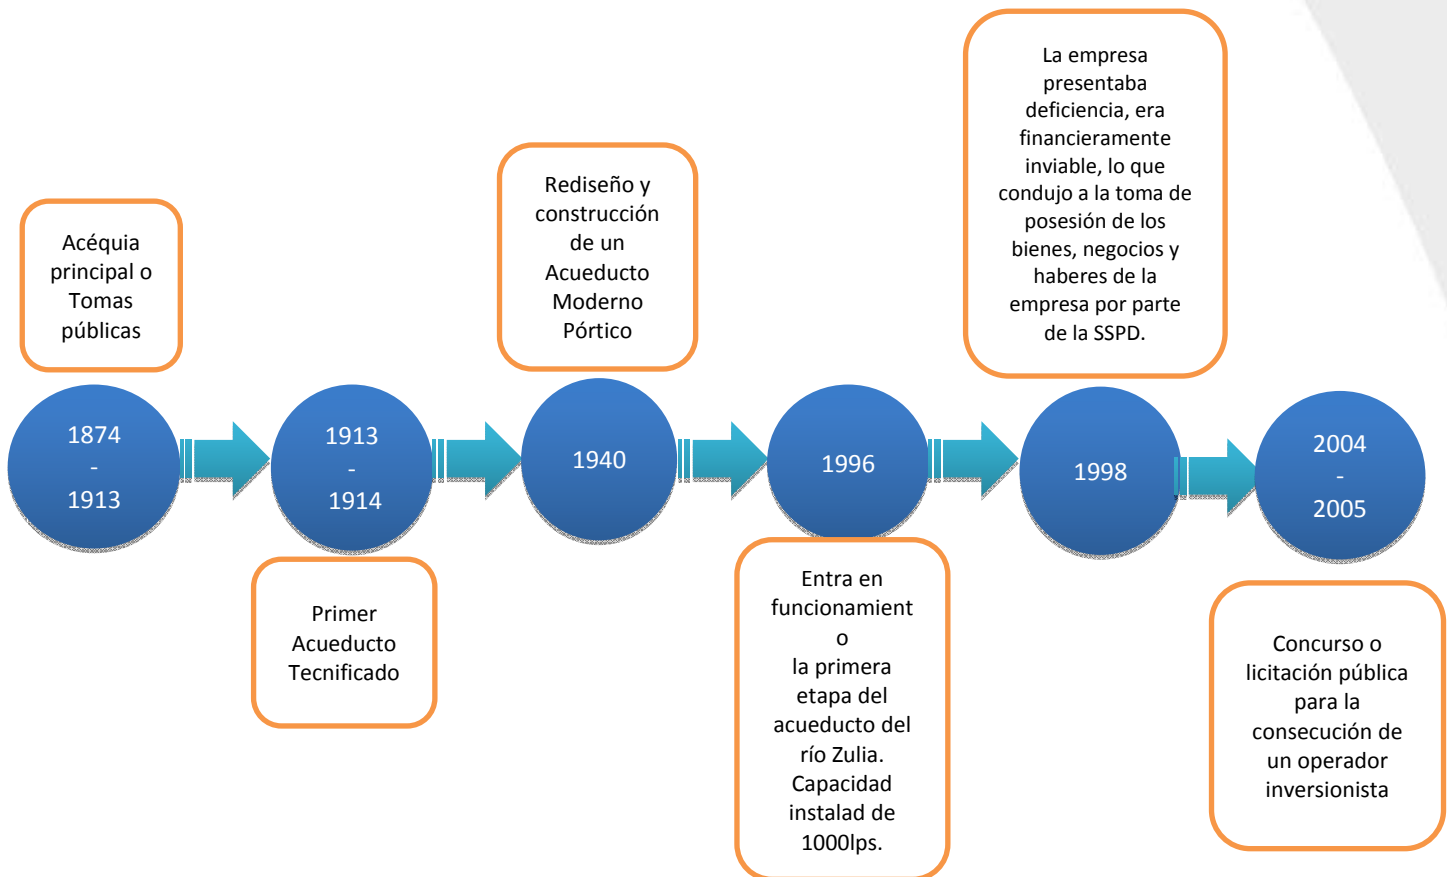 Acéquia
principal o
Tomas
públicas
1874
-
1913
1913
-
1914
Primer
Acueducto
Tecnificado
Rediseño y
construcción
de un
Acueducto
Moderno
Pórtico
1940
1996
Entra en
funcionamient
o
la primera
etapa del
acueducto del
río Zulia.
Capacidad
instalad de
1000lps.
La empresa
presentaba
deficiencia, era
financieramente
inviable, lo que
condujo a la toma de
posesión de los
bienes, negocios y
haberes de la
empresa por parte
de la SSPD.
1998
2004
-
2005
Concurso o
licitación pública
para la
consecución de
un operador
inversionista